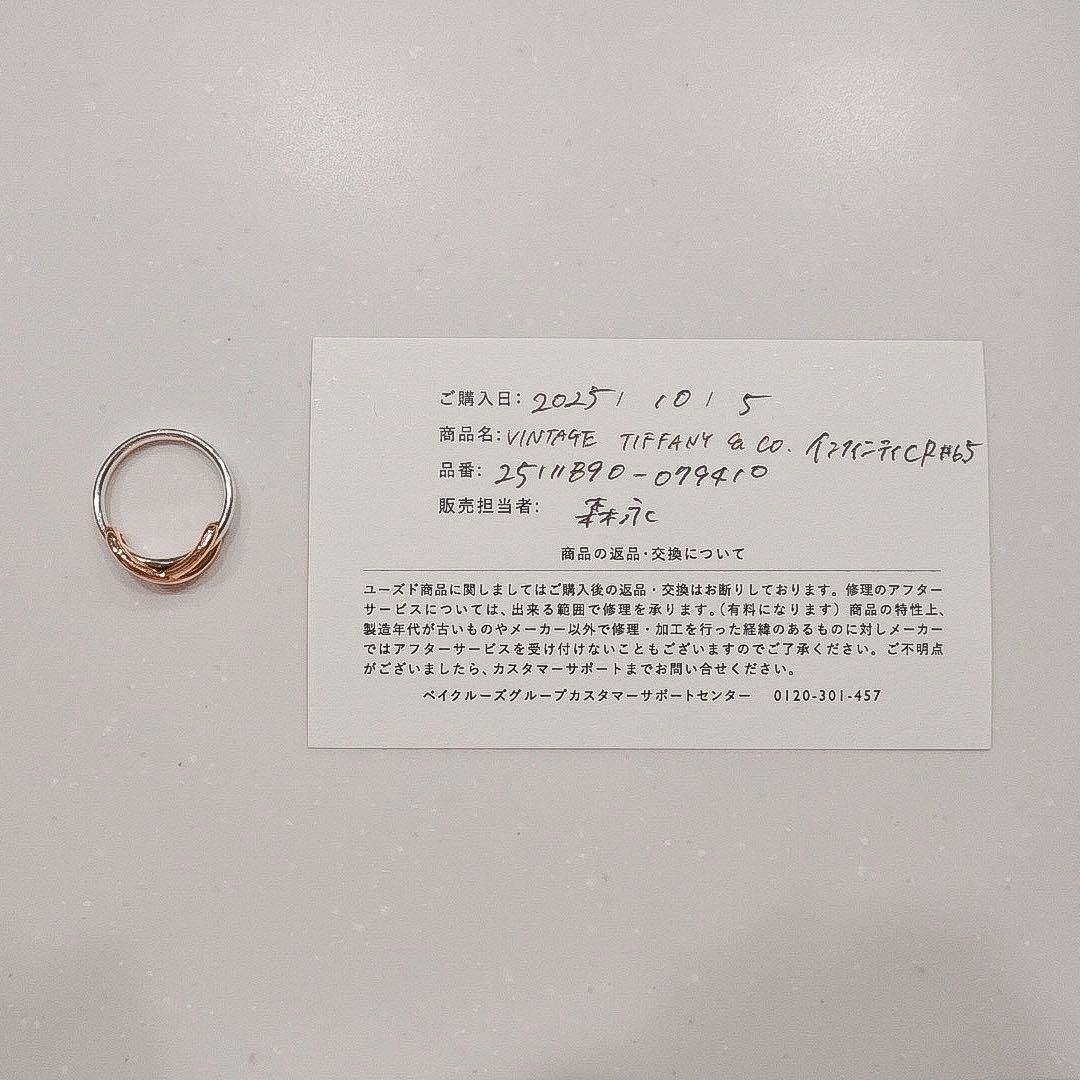 ご購入日: 2025/ 10/ 5
商品名: VINTAGE TIFFANY & CO. インフィニティCR#65
品番: 25111B90-079410
販売担当者: 森永
商品の返品・交換について
ユーズド商品に関しましてはご購入後の返品・交換はお断りしております。修理のアフター
サービスについては、出来る範囲で修理を承ります。(有料になります) 商品の特性上、
製造年代が古いものやメーカー以外で修理・加工を行った経緯のあるものに対しメーカー
ではアフターサービスを受け付けないこともございますのでご了承ください。ご不明点
がございましたら、カスタマーサポートまでお問い合せください。
ベイクルーズグループカスタマーサポートセンター 0120-301-457